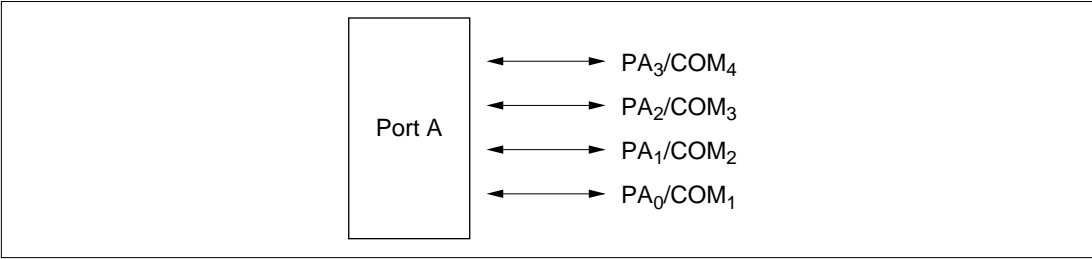 Port A
PA₃/COM₄
PA₂/COM₃
PA₁/COM₂
PA₀/COM₁